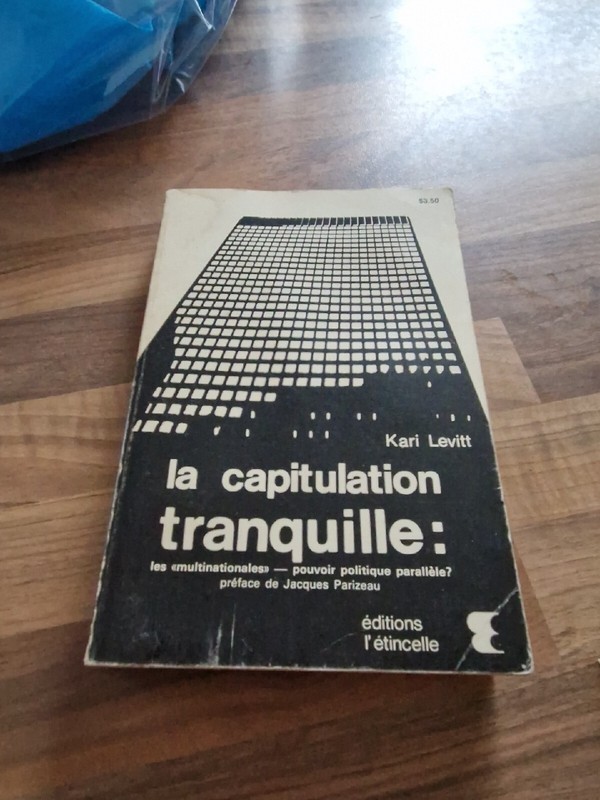 $3.50
Kari Levitt
la capitulation
tranquille:
les «multinationales» — pouvoir politique parallèle?
préface de Jacques Parizeau
éditions
l'étincelle